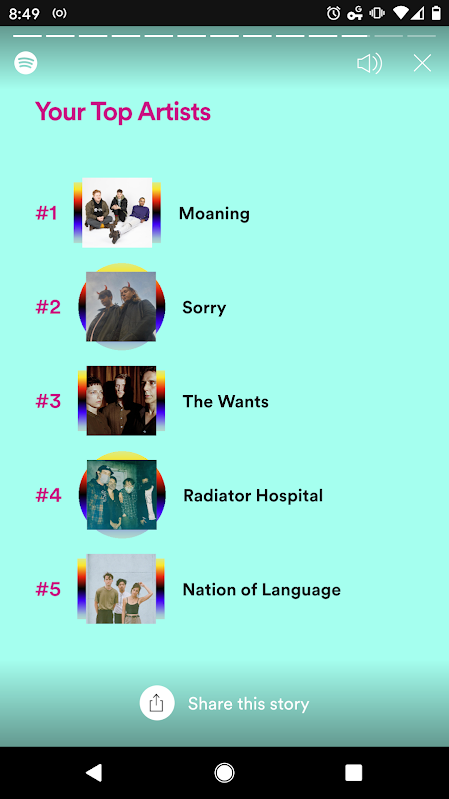 8:49
Your Top Artists
#1 Moaning
#2 Sorry
#3 The Wants
#4 Radiator Hospital
#5 Nation of Language
Share this story